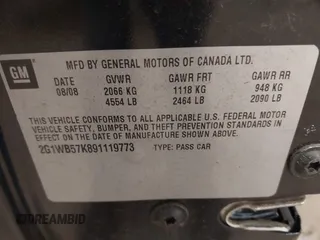 GM
MFD BY GENERAL MOTORS OF CANADA LTD.
DATE GVWR GAWR FRT GAWR RR
08/08 2066 KG 1118 KG 948 KG
4554 LB 2464 LB 2090 LB
THIS VEHICLE CONFORMS TO ALL APPLICABLE U.S. FEDERAL MOTOR
VEHICLE SAFETY, BUMPER, AND THEFT PREVENTION STANDARDS
IN EFFECT ON THE DATE OF MANUFACTURE SHOWN ABOVE.
2G1WB57K891119773 TYPE: PASS CAR
DREAMBID